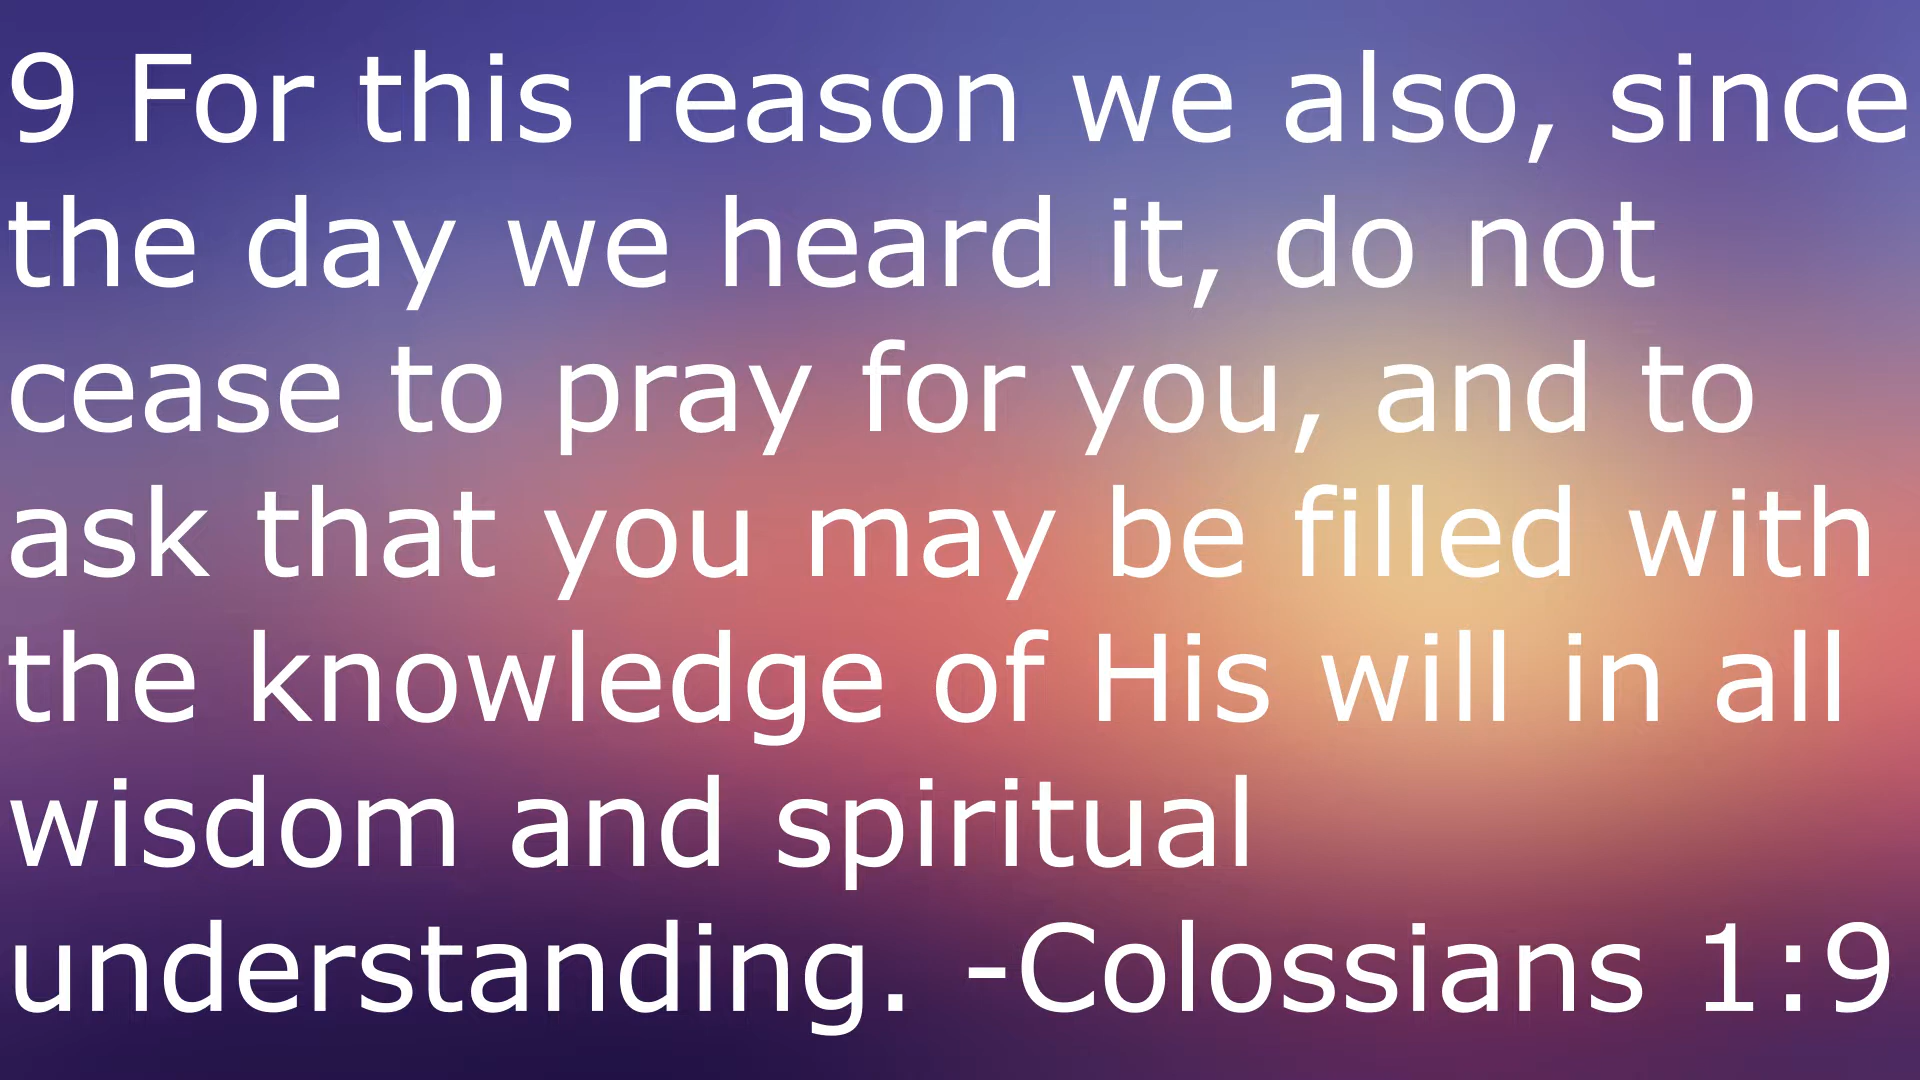 9 For this reason we also, since
the day we heard it, do not
cease to pray for you, and to
ask that you may be filled with
the knowledge of His will in all
wisdom and spiritual
understanding. -Colossians 1:9